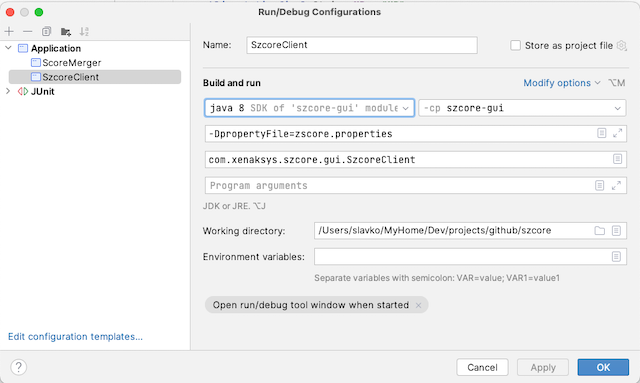 Run/Debug Configurations
Application
ScoreMerger
SzcoreClient
JUnit
Edit configuration templates...
Name: SzcoreClient
Store as project file
Build and run
Modify options ⌥M
java 8 SDK of 'szcore-gui' module
-cp szcore-gui
-DpropertyFile=zscore.properties
com.xenaksys.szcore.gui.SzcoreClient
Program arguments
JDK or JRE, ⌥J
Working directory: /Users/slavko/MyHome/Dev/projects/github/szcore
Environment variables:
Separate variables with semicolon: VAR=value; VAR1=value1
Open run/debug tool window when started ×
? Cancel Apply OK